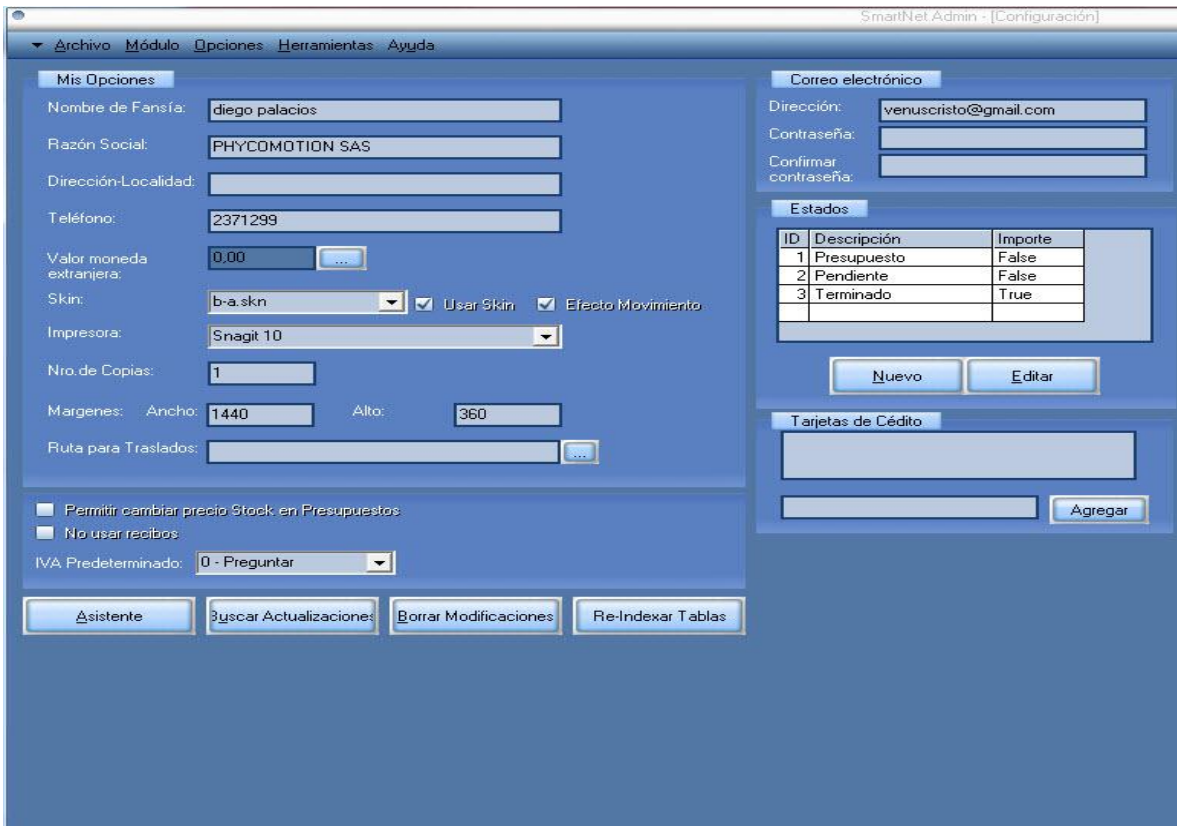 SmartNet Admin - [Configuración]
Archivo Módulo Opciones Herramientas Ayuda
Mis Opciones
Nombre de Fansía: diego palacios
Razón Social: PHYCOMOTION SAS
Dirección-Localidad:
Teléfono: 2371299
Valor moneda extranjera: 0,00 ...
Skin: b-a.skn Usar Skin Efecto Movimiento
Impresora: Snagit 10
Nro.de Copias: 1
Margenes: Ancho: 1440 Alto: 360
Ruta para Traslados: ...
Permitir cambiar precio Stock en Presupuestos
No usar recibos
IVA Predeterminado: 0 - Preguntar
Asistente Buscar Actualizaciones Borrar Modificaciones Re-Indexar Tablas
Correo electrónico
Dirección: venuscristo@gmail.com
Contraseña:
Confirmar
contraseña:
Estados
ID Descripción Importe
1 Presupuesto False
2 Pendiente False
3 Terminado True
Nuevo Editar
Tarjetas de Crédito
Agregar